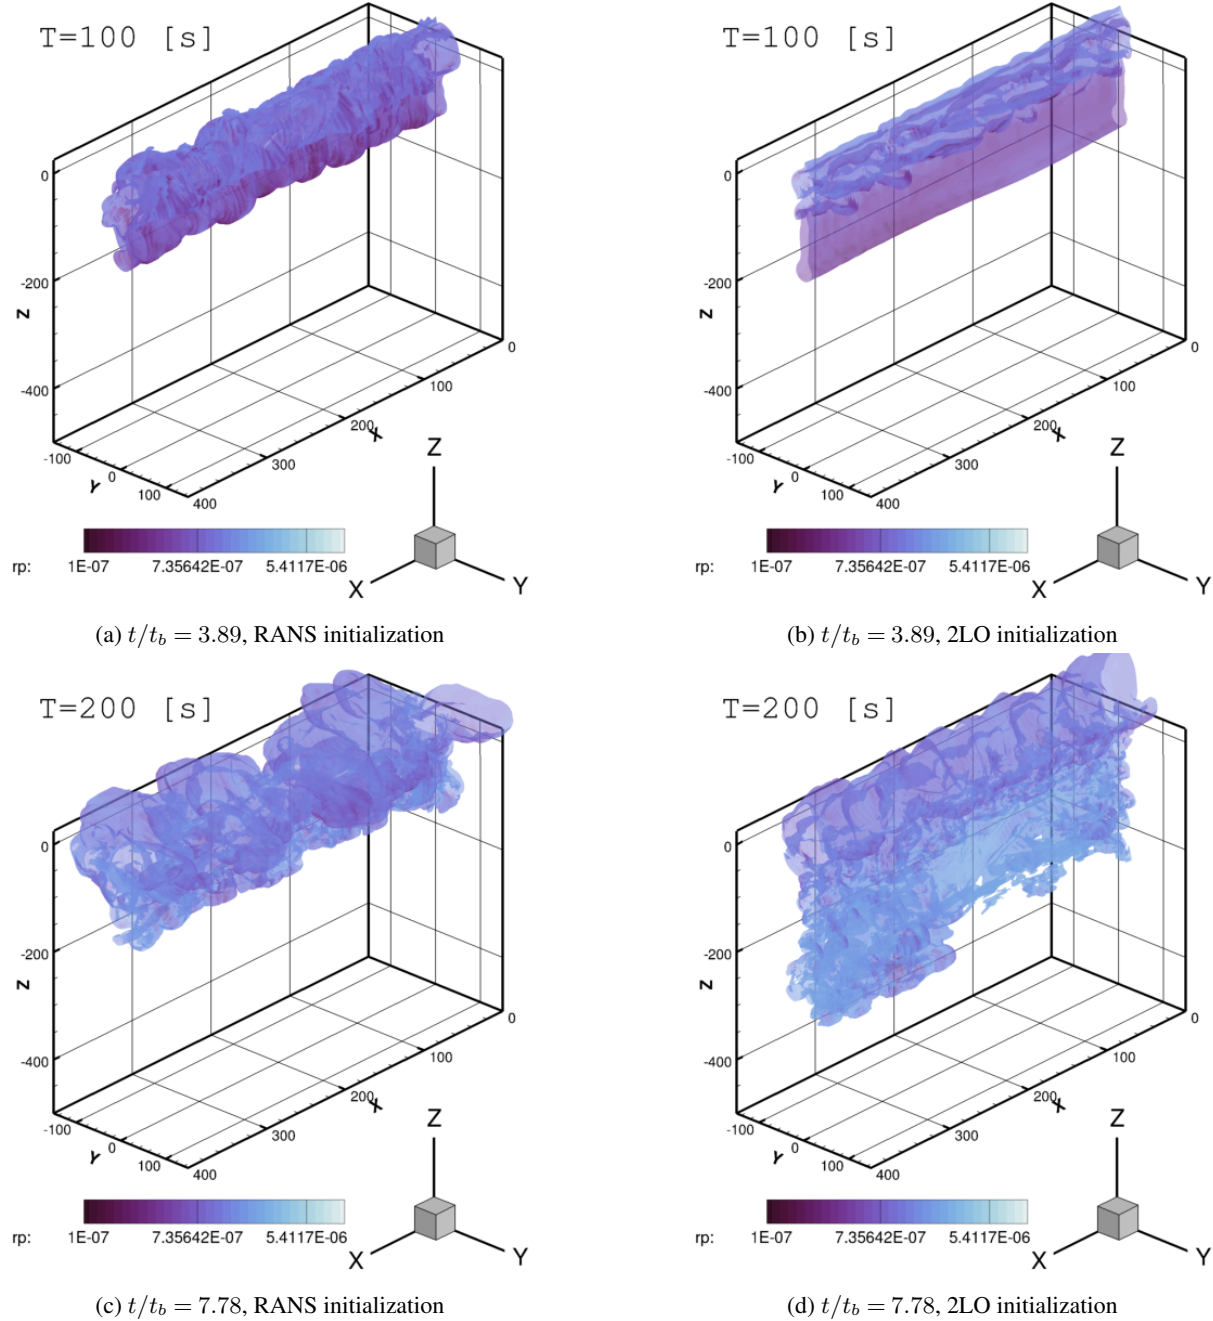 T=100 [s]
0
-200
-400
Z
-100
0
100
Y
400
300
200
X
100
0
Z
X
Y
rp:
1E-07 7.35642E-07 5.4117E-06
(a) t/t_b = 3.89, RANS initialization
T=100 [s]
0
-200
-400
Z
-100
0
100
Y
400
300
200
X
100
0
Z
X
Y
rp:
1E-07 7.35642E-07 5.4117E-06
(b) t/t_b = 3.89, 2LO initialization
T=200 [s]
0
-200
-400
Z
-100
0
100
Y
400
300
200
X
100
0
Z
X
Y
rp:
1E-07 7.35642E-07 5.4117E-06
(c) t/t_b = 7.78, RANS initialization
T=200 [s]
0
-200
-400
Z
-100
0
100
Y
400
300
200
X
100
0
Z
X
Y
rp:
1E-07 7.35642E-07 5.4117E-06
(d) t/t_b = 7.78, 2LO initialization